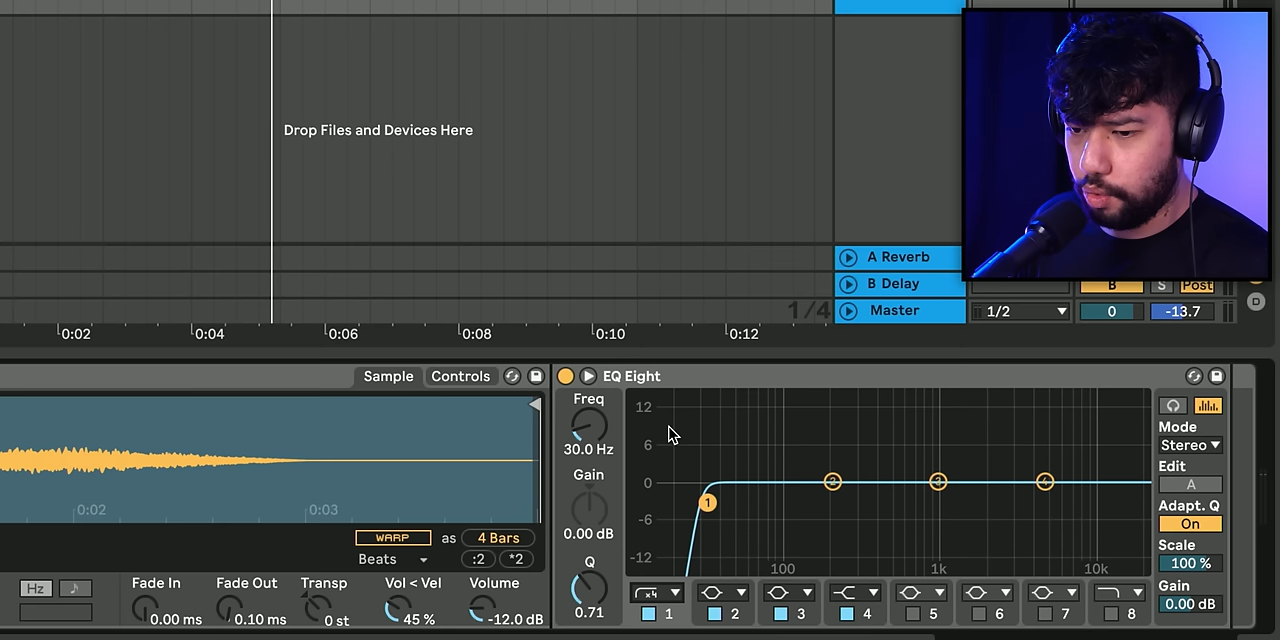 Drop Files and Devices Here
A Reverb
B Delay
B S Post
D
1/4
Master
1/2
0
-13.7
0:02 0:04 0:06 0:08 0:10 0:12
Sample Controls
EQ Eight
Freq
30.0 Hz
Gain
0.00 dB
Q
0.71
12
6
0
-6
-12
1 2 3 4
100 1k 10k
Mode
Stereo
Edit
A
Adapt. Q
On
Scale
100 %
Gain
0.00 dB
0:02 0:03
WARP as 4 Bars
Beats :2 *2
Hz
Fade In Fade Out Transp Vol < Vel Volume
0.00 ms 0.10 ms 0 st 45 % -12.0 dB
x4
1 2 3 4 5 6 7 8